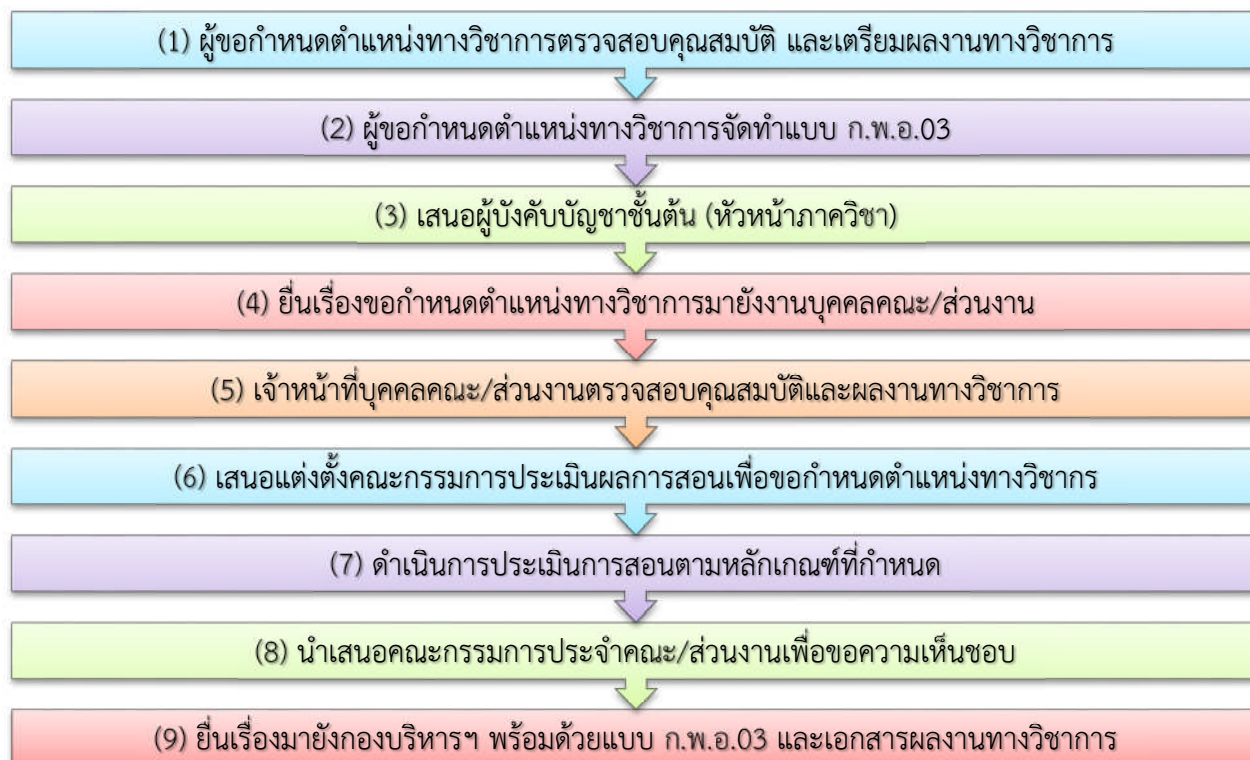 (1) ผู้ขอกำหนดตำแหน่งทางวิชาการตรวจสอบคุณสมบัติ และเตรียมผลงานทางวิชาการ
(2) ผู้ขอกำหนดตำแหน่งทางวิชาการจัดทำแบบ ก.พ.อ.03
(3) เสนอผู้บังคับบัญชาชั้นต้น (หัวหน้าภาควิชา)
(4) ยื่นเรื่องขอกำหนดตำแหน่งทางวิชาการมายังงานบุคคลคณะ/ส่วนงาน
(5) เจ้าหน้าที่บุคคลคณะ/ส่วนงานตรวจสอบคุณสมบัติและผลงานทางวิชาการ
(6) เสนอแต่งตั้งคณะกรรมการประเมินผลการสอนเพื่อขอกำหนดตำแหน่งทางวิชากร
(7) ดำเนินการประเมินการสอนตามหลักเกณฑ์ที่กำหนด
(8) นำเสนอคณะกรรมการประจำคณะ/ส่วนงานเพื่อขอความเห็นชอบ
(9) ยื่นเรื่องมายังกองบริหารฯ พร้อมด้วยแบบ ก.พ.อ.03 และเอกสารผลงานทางวิชาการ